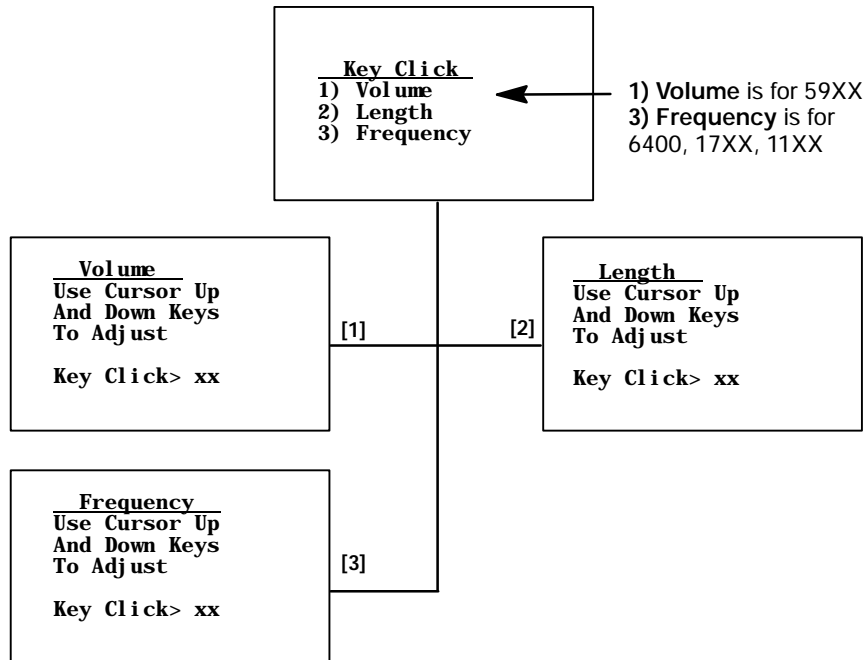 Key Click
1) Volume
2) Length
3) Frequency
1) Volume is for 59XX
3) Frequency is for
6400, 17XX, 11XX
Volume
Use Cursor Up
And Down Keys
To Adjust
Key Click> xx
[1]
[2]
Length
Use Cursor Up
And Down Keys
To Adjust
Key Click> xx
Frequency
Use Cursor Up
And Down Keys
To Adjust
Key Click> xx
[3]